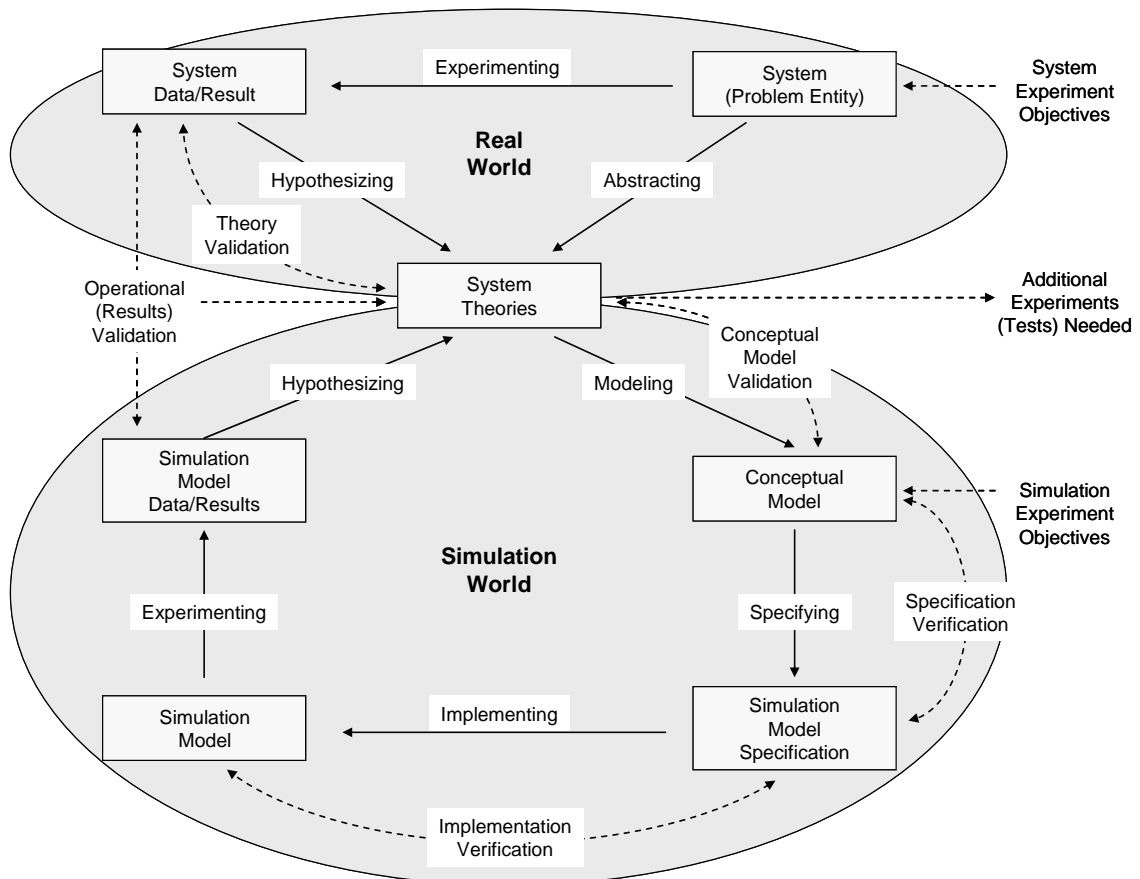 System
Data/Result
Experimenting
System
(Problem Entity)
System
Experiment
Objectives
Real
World
Hypothesizing
Abstracting
Theory
Validation
Operational
(Results)
Validation
System
Theories
Additional
Experiments
(Tests) Needed
Conceptual
Model
Validation
Hypothesizing
Modeling
Simulation
Model
Data/Results
Conceptual
Model
Simulation
Experiment
Objectives
Simulation
World
Experimenting
Specifying
Specification
Verification
Simulation
Model
Implementing
Simulation
Model
Specification
Implementation
Verification